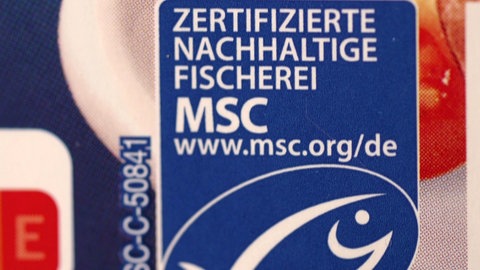 ZERTIFIZIERTE
NACHHALTIGE
FISCHEREI
MSC
www.msc.org/de
SC-C-50841
E